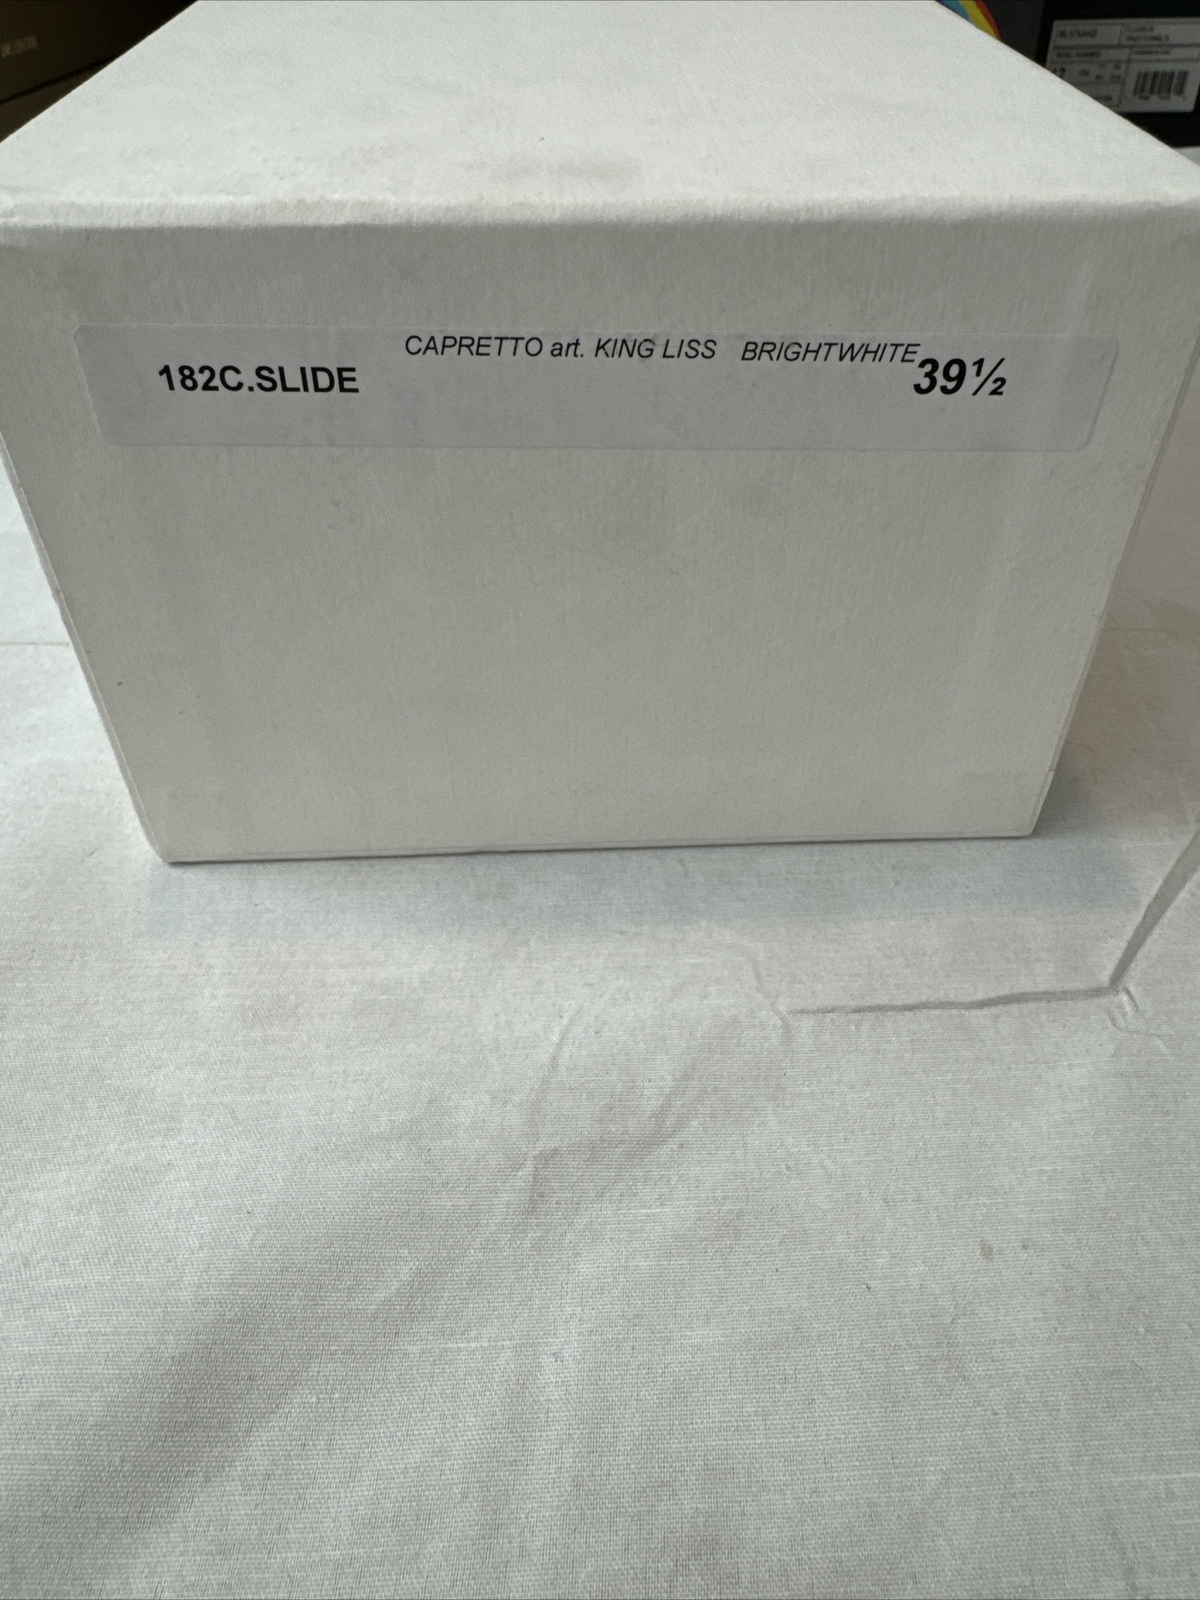 CAPRETTO art. KING LISS BRIGHTWHITE
182C.SLIDE
39½